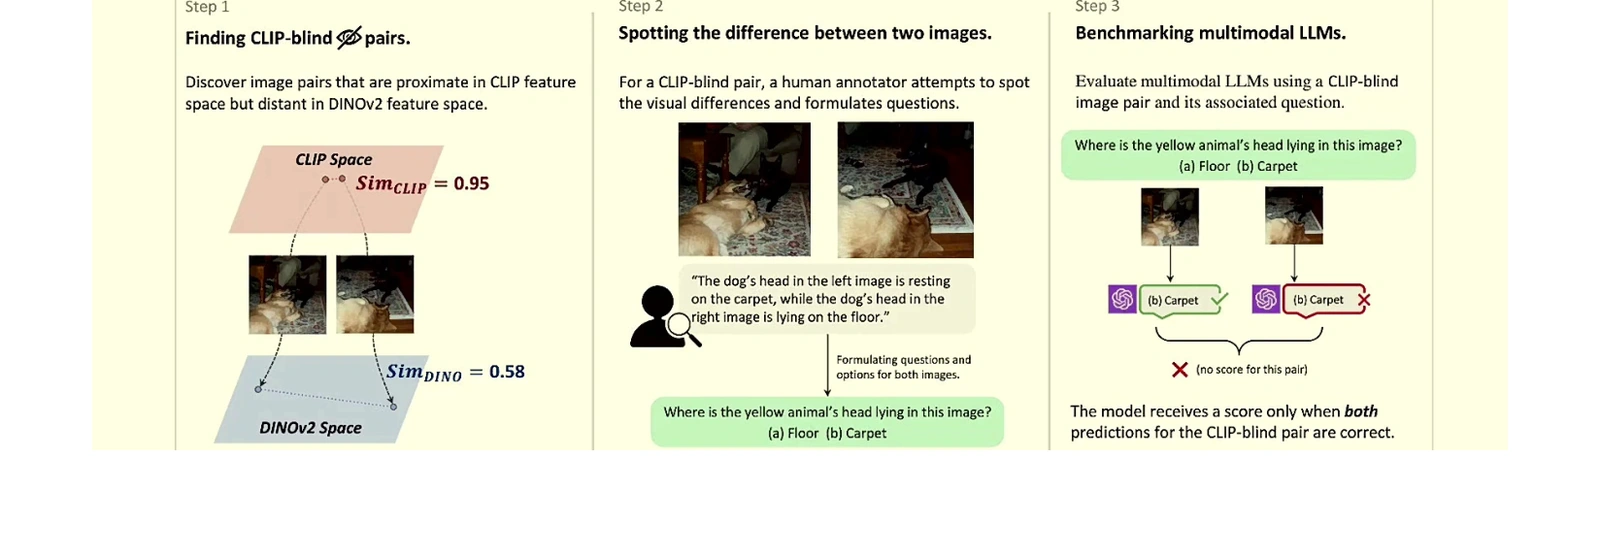 Step 1
Finding CLIP-blind pairs.
Discover image pairs that are proximate in CLIP feature
space but distant in DINOv2 feature space.
CLIP Space
Sim_CLIP = 0.95
Sim_DINO = 0.58
DINOv2 Space
Step 2
Spotting the difference between two images.
For a CLIP-blind pair, a human annotator attempts to spot
the visual differences and formulates questions.
“The dog’s head in the left image is resting
on the carpet, while the dog’s head in the
right image is lying on the floor.”
Formulating questions and
options for both images.
Where is the yellow animal’s head lying in this image?
(a) Floor (b) Carpet
Step 3
Benchmarking multimodal LLMs.
Evaluate multimodal LLMs using a CLIP-blind
image pair and its associated question.
Where is the yellow animal’s head lying in this image?
(a) Floor (b) Carpet
(b) Carpet
(b) Carpet
(no score for this pair)
The model receives a score only when both
predictions for the CLIP-blind pair are correct.